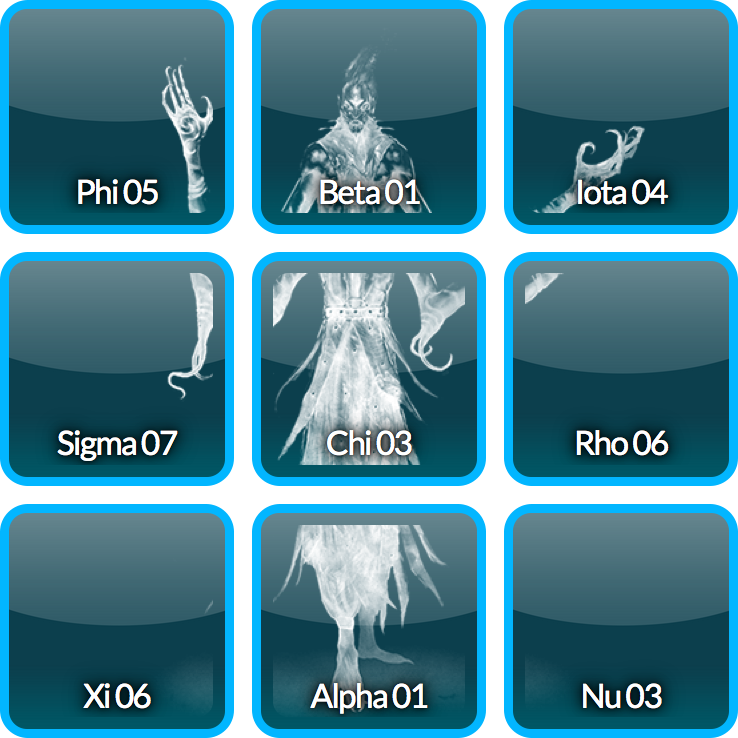 Phi 05
Beta 01
Iota 04
Sigma 07
Chi 03
Rho 06
Xi 06
Alpha 01
Nu 03